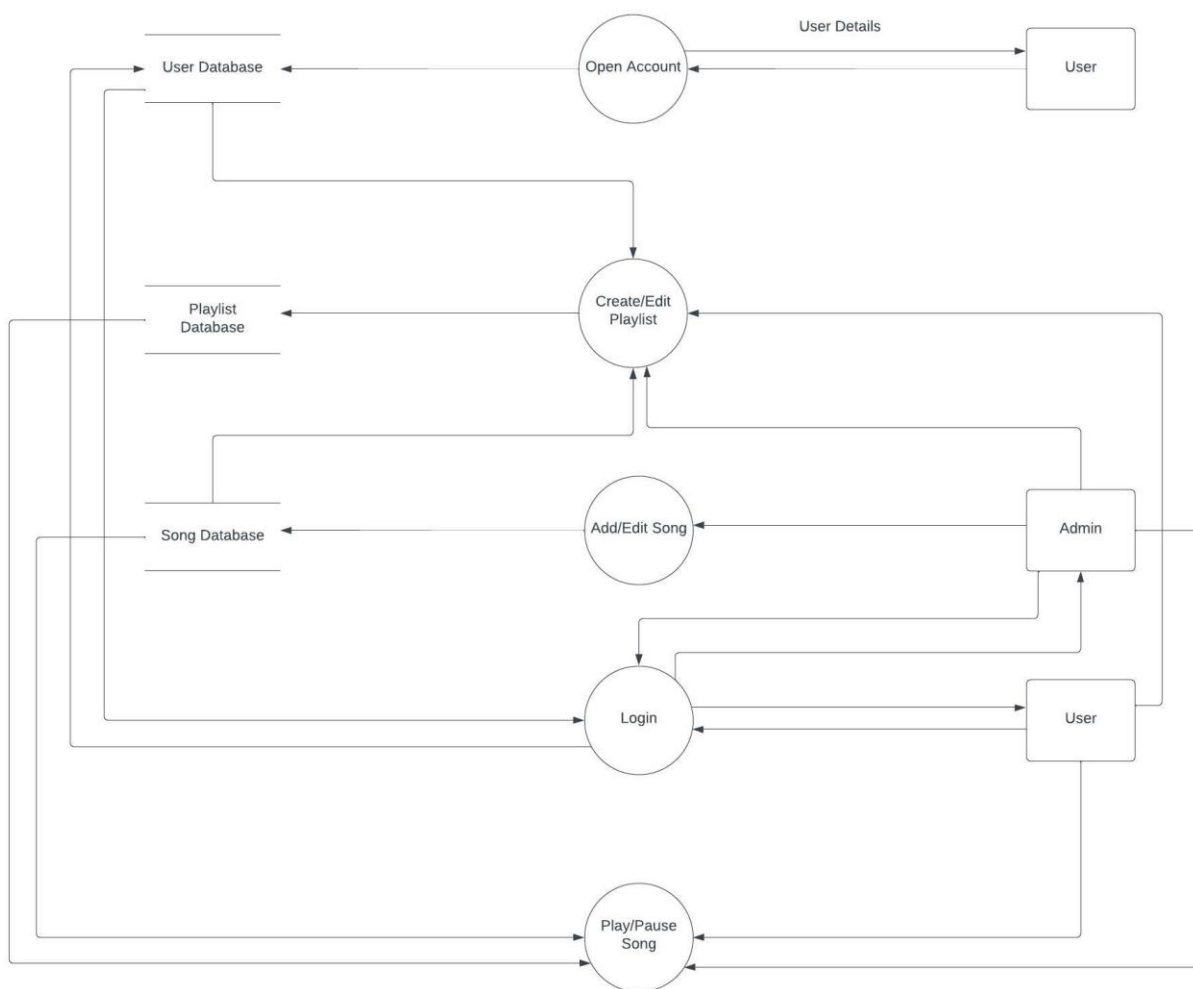 User Details
User Database
Open Account
User
Playlist
Database
Create/Edit
Playlist
Song Database
Add/Edit Song
Admin
Login
User
Play/Pause
Song